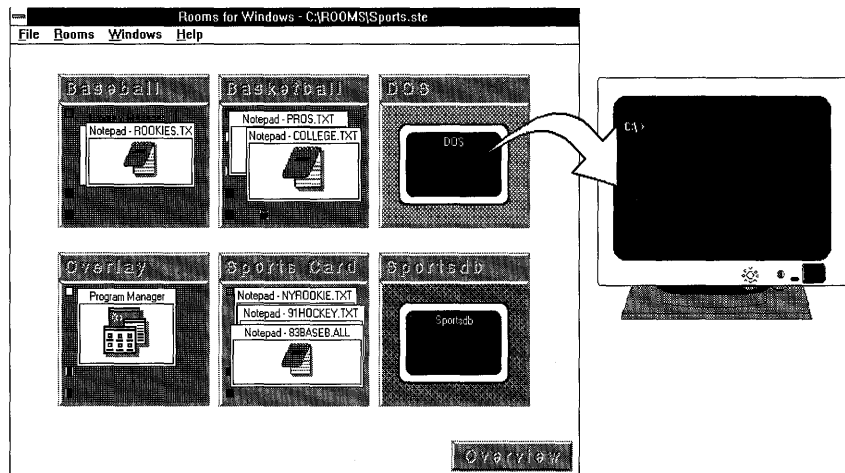 Rooms for Windows - C:\ROOMS\Sports.ste
File Rooms Windows Help
Baseball Basketball DOS
Notepad - ROOKIES.TX
Notepad - PROS.TXT
Notepad - COLLEGE.TXT
DOS
C:\>
Overlay Sports Card Sportsdb
Program Manager
Notepad - NYROOKIE.TXT
Notepad - 91HOCKEY.TXT
Notepad - 83BASEB.ALL
Sportsdb
Overview